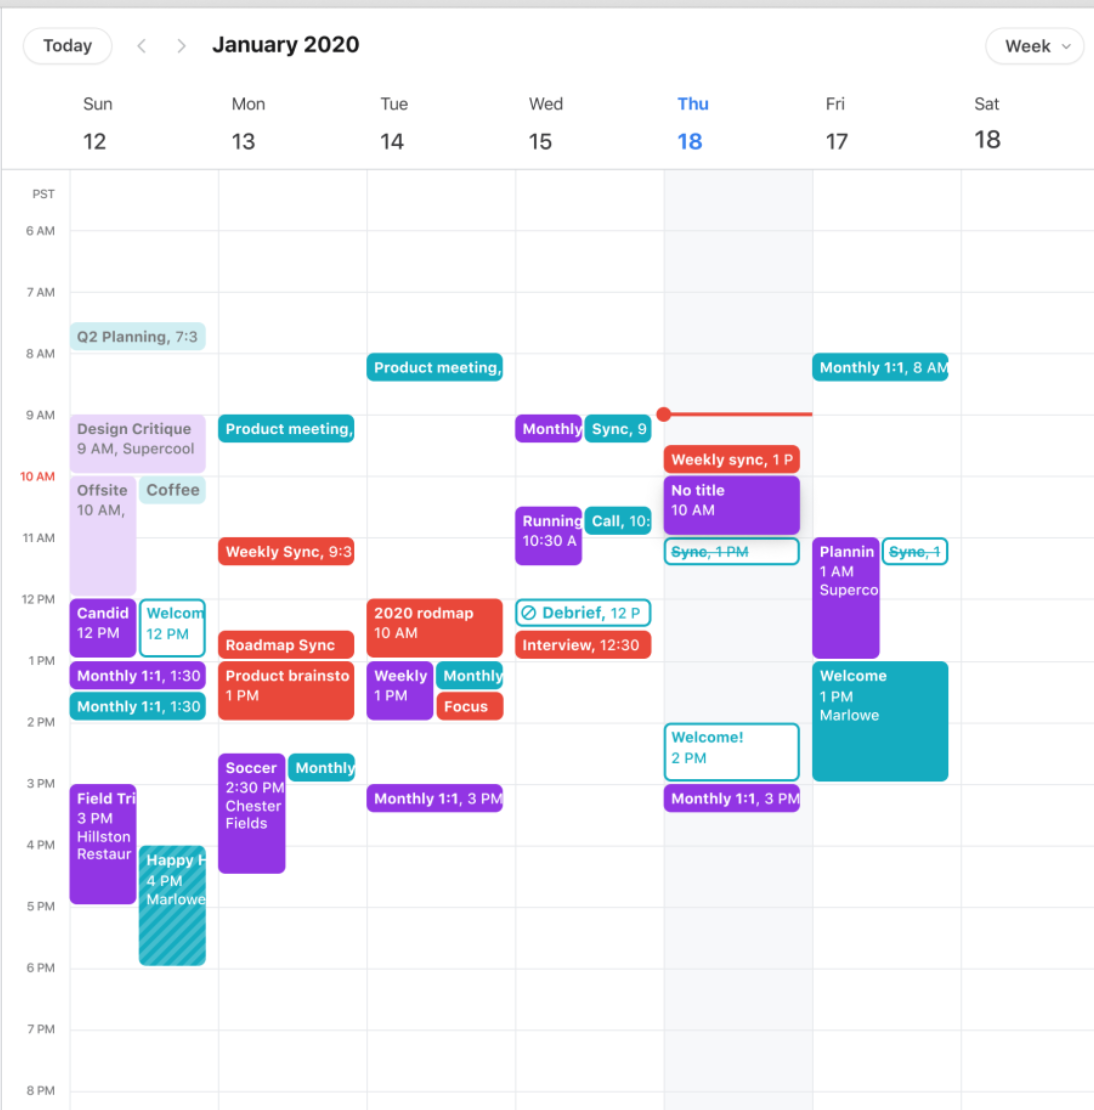 Today
January 2020
Week
Sun
Mon
Tue
Wed
Thu
Fri
Sat
12
13
14
15
18
17
18
PST
6 AM
7 AM
8 AM
9 AM
10 AM
11 AM
12 PM
1 PM
2 PM
3 PM
4 PM
5 PM
6 PM
7 PM
8 PM
Q2 Planning, 7:3
Design Critique
9 AM, Supercool
Offsite
10 AM,
Coffee
Candid
12 PM
Welcom
12 PM
Monthly 1:1, 1:30
Monthly 1:1, 1:30
Field Tri
3 PM
Hillston
Restaur
Happy H
4 PM
Marlowe
Product meeting,
Weekly Sync, 9:3
Roadmap Sync
Product brainsto
1 PM
Soccer
2:30 PM
Chester
Fields
Monthly
Product meeting,
2020 rodmap
10 AM
Weekly
1 PM
Monthly
Focus
Monthly 1:1, 3 PM
Monthly
Sync, 9
Running
10:30 A
Call, 10:
Debrief, 12 P
Interview, 12:30
Weekly sync, 1 P
No title
10 AM
Sync, 1 PM
Welcome!
2 PM
Monthly 1:1, 3 PM
Monthly 1:1, 8 AM
Plannin
1 AM
Superco
Sync, 1
Welcome
1 PM
Marlowe